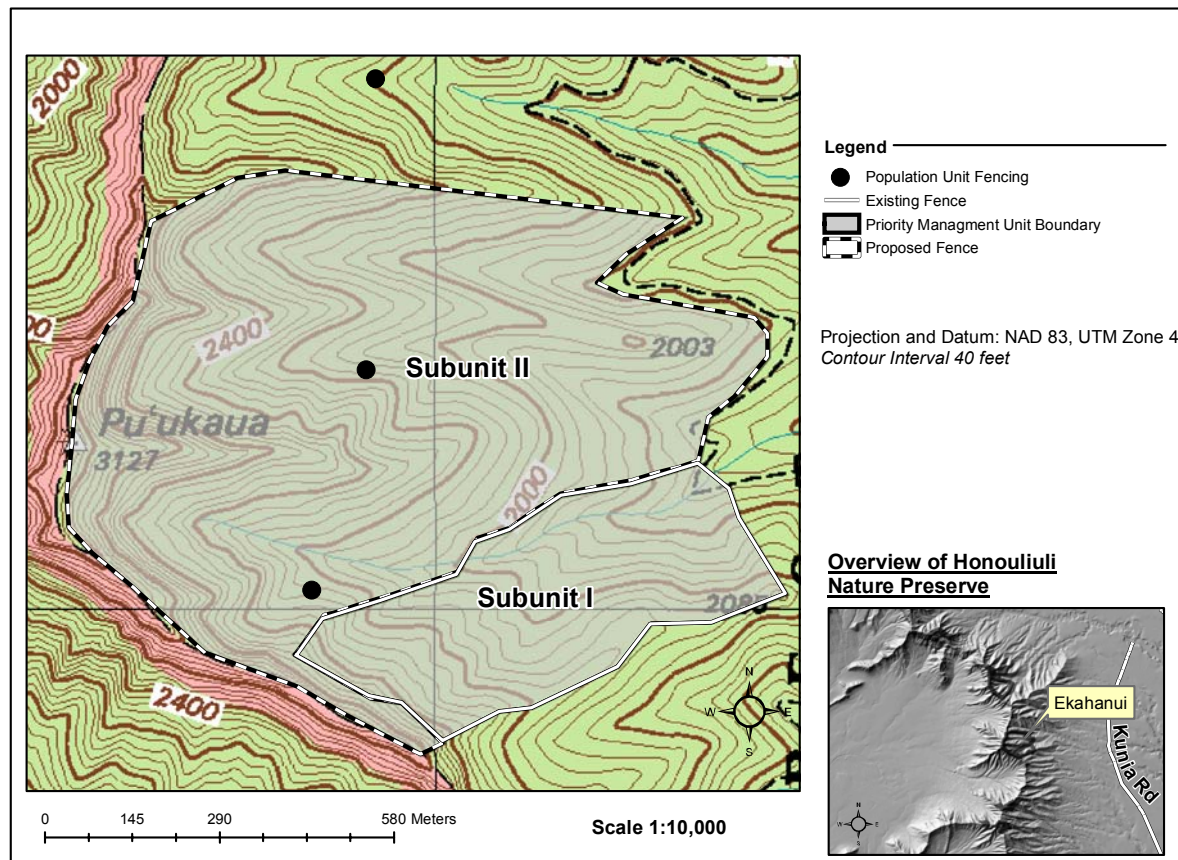 2000
2400
Subunit II
2003
Pu'ukaua
3127
2000
Subunit I
2085
2400
N
W E
S
Legend
Population Unit Fencing
Existing Fence
Priority Managment Unit Boundary
Proposed Fence
Projection and Datum: NAD 83, UTM Zone 4
Contour Interval 40 feet
Overview of Honouliuli
Nature Preserve
Ekahanui
Kunia Rd
N
W E
S
0 145 290 580 Meters
Scale 1:10,000